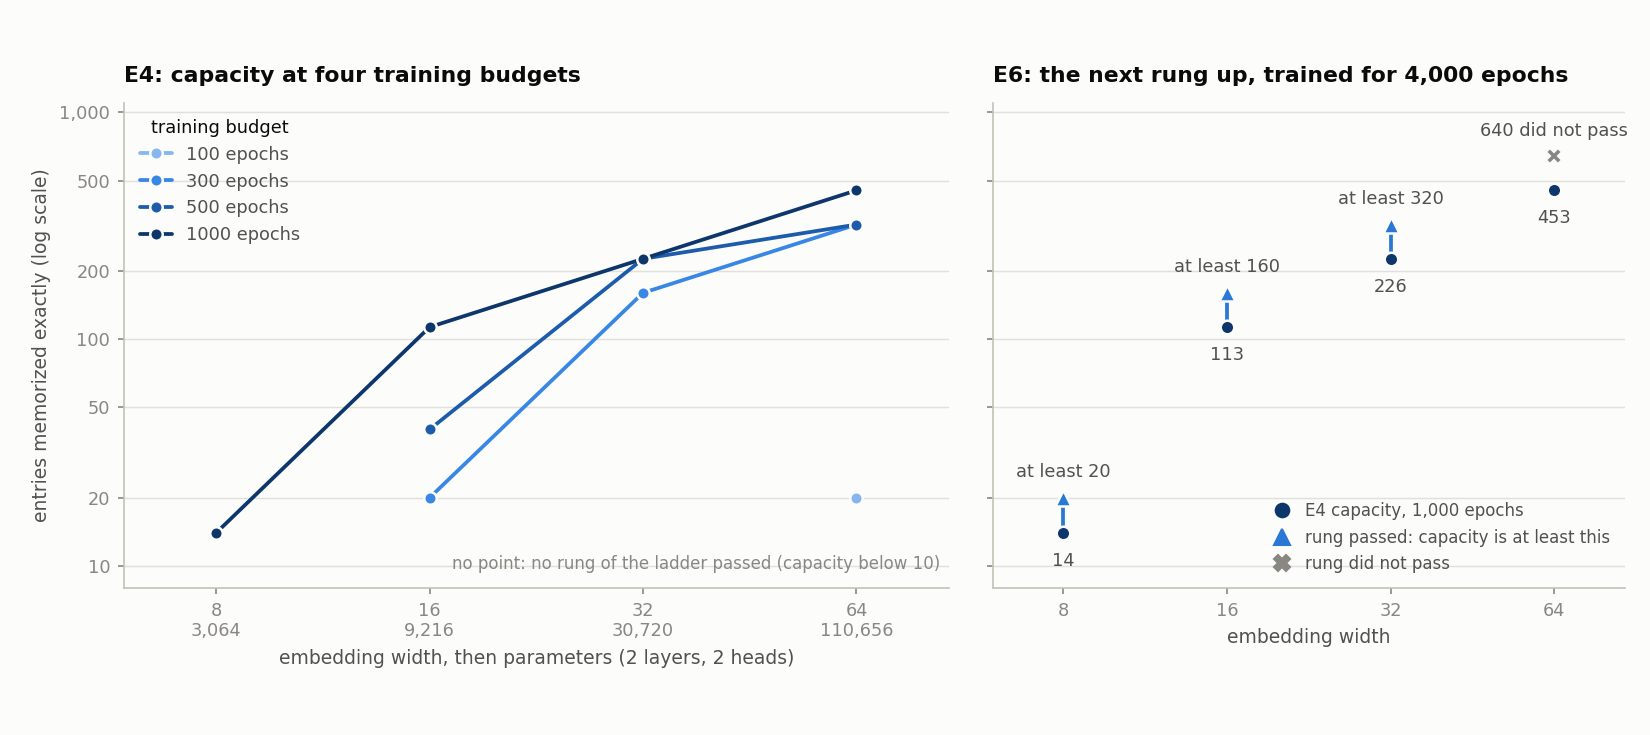 E4: capacity at four training budgets
entries memorized exactly (log scale)
1,000
500
200
100
50
20
10
training budget
100 epochs
300 epochs
500 epochs
1000 epochs
no point: no rung of the ladder passed (capacity below 10)
8
3,064
16
9,216
32
30,720
64
110,656
embedding width, then parameters (2 layers, 2 heads)
E6: the next rung up, trained for 4,000 epochs
640 did not pass
453
at least 320
226
at least 160
113
at least 20
14
E4 capacity, 1,000 epochs
rung passed: capacity is at least this
rung did not pass
8
16
32
64
embedding width